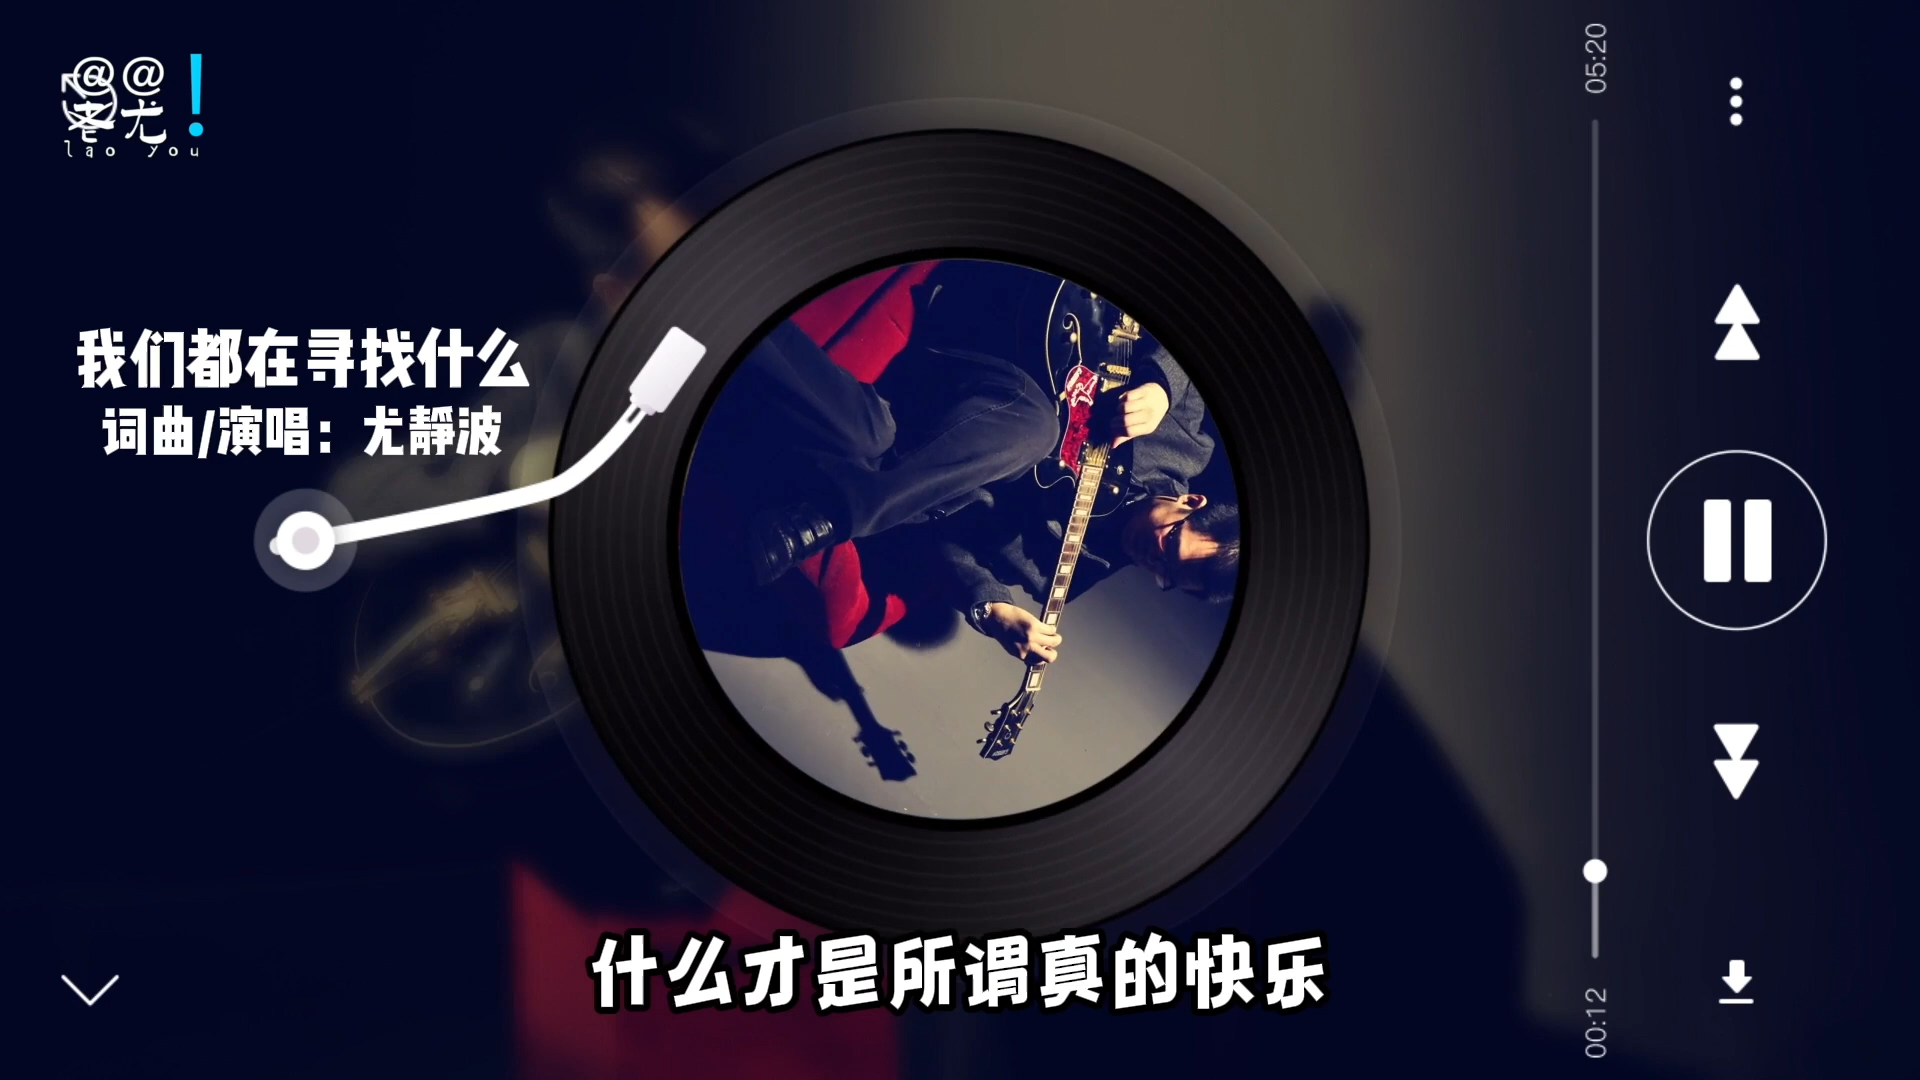 @@
老尤!
lao you
我们都在寻找什么
词曲/演唱：尤靜波
什么才是所谓真的快乐
05:20
00:12